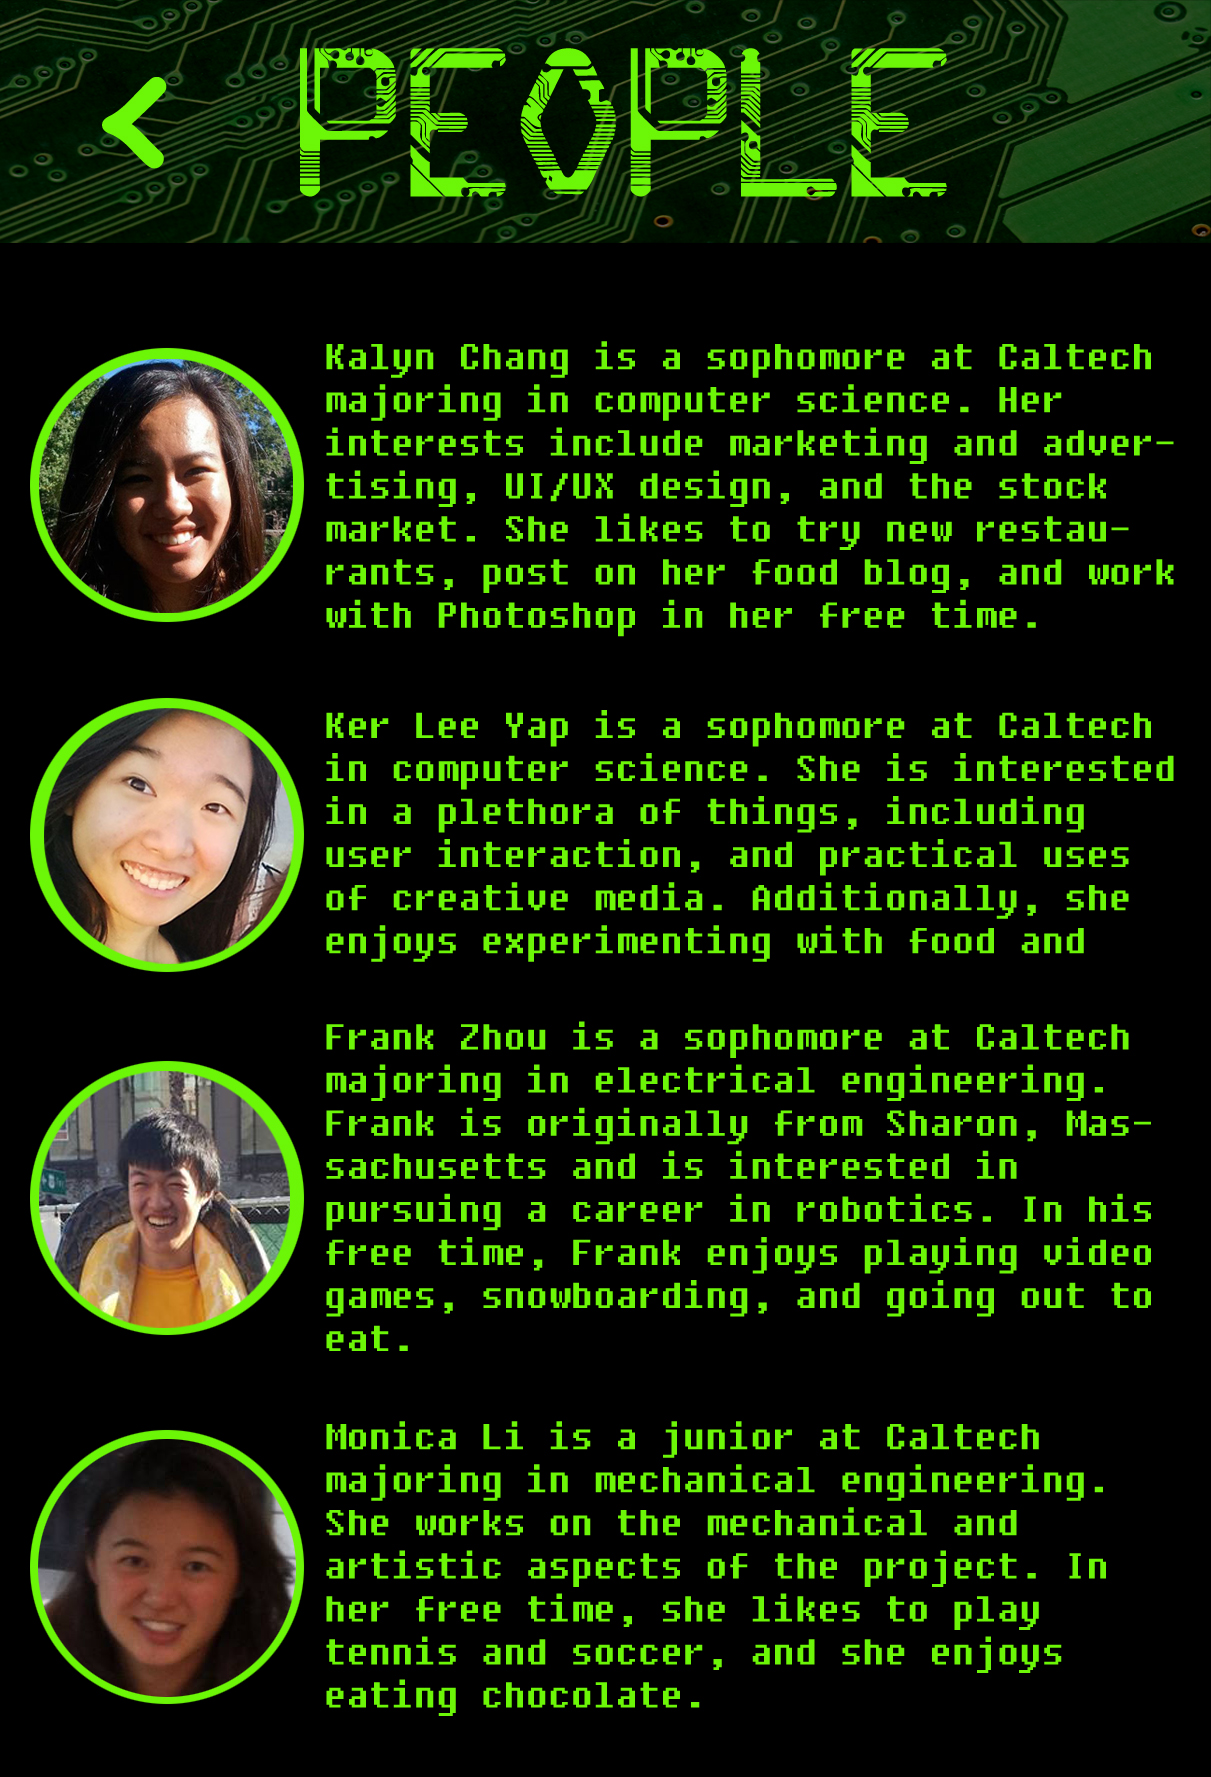 PEOPLE
Kalyn Chang is a sophomore at Caltech
majoring in computer science. Her
interests include marketing and adver-
tising, UI/UX design, and the stock
market. She likes to try new restau-
rants, post on her food blog, and work
with Photoshop in her free time.
Ker Lee Yap is a sophomore at Caltech
in computer science. She is interested
in a plethora of things, including
user interaction, and practical uses
of creative media. Additionally, she
enjoys experimenting with food and
Frank Zhou is a sophomore at Caltech
majoring in electrical engineering.
Frank is originally from Sharon, Mas-
sachusetts and is interested in
pursuing a career in robotics. In his
free time, Frank enjoys playing video
games, snowboarding, and going out to
eat.
Monica Li is a junior at Caltech
majoring in mechanical engineering.
She works on the mechanical and
artistic aspects of the project. In
her free time, she likes to play
tennis and soccer, and she enjoys
eating chocolate.